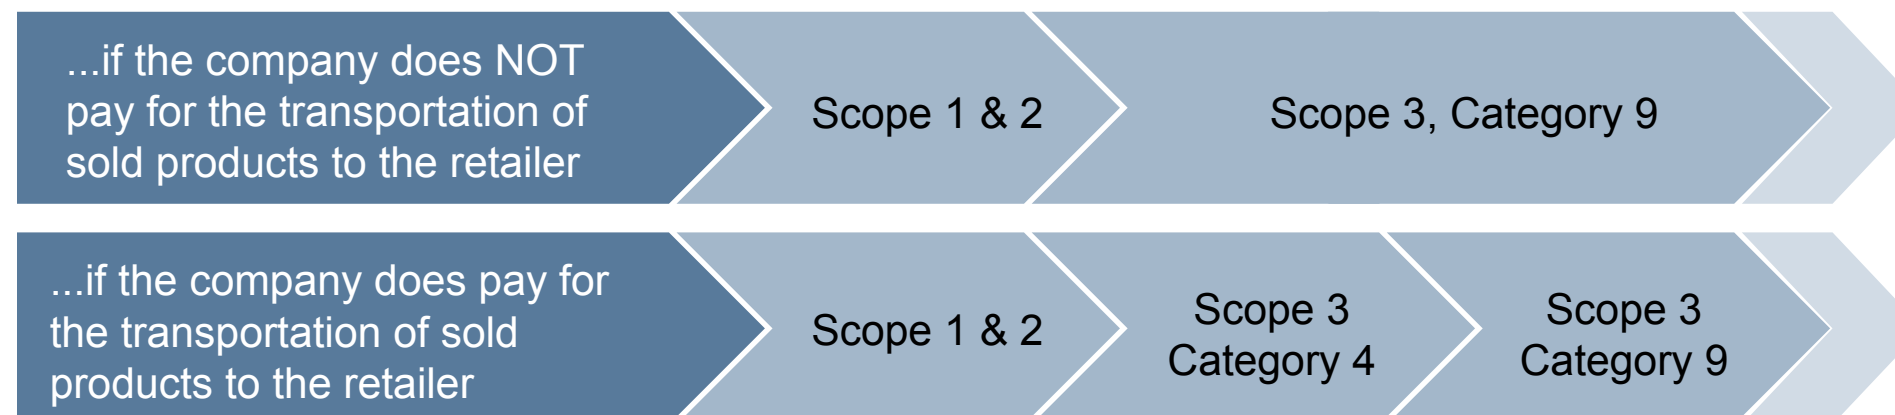 ...if the company does NOT
pay for the transportation of
sold products to the retailer
Scope 1 & 2
Scope 3, Category 9
...if the company does pay for
the transportation of sold
products to the retailer
Scope 1 & 2
Scope 3
Category 4
Scope 3
Category 9